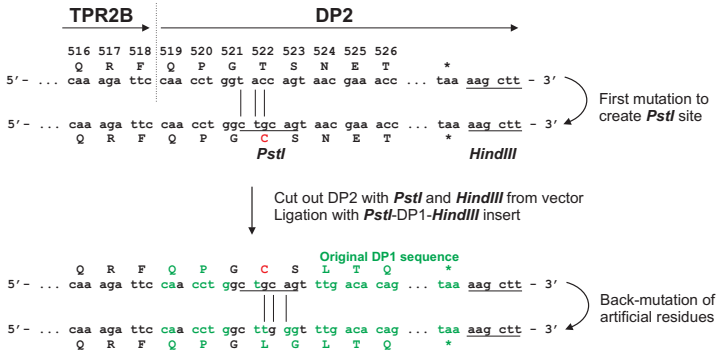 TPR2B DP2
516 517 518 519 520 521 522 523 524 525 526
Q R F Q P G T S N E T *
5’- ... caa aga ttc caa cct ggt acc agt aac gaa acc ... taa aag ctt - 3’
First mutation to
create PstI site
5’- ... caa aga ttc caa cct ggc tgc agt aac gaa acc ... taa aag ctt - 3’
Q R F Q P G C S N E T *
PstI HindIII
Cut out DP2 with PstI and HindIII from vector
Ligation with PstI-DP1-HindIII insert
Original DP1 sequence
Q R F Q P G C S L T Q *
5’- ... caa aga ttc caa cct ggc tgc agt ttg aca cag ... taa aag ctt - 3’
Back-mutation of
artificial residues
5’- ... caa aga ttc caa cct ggc ttg ggt ttg aca cag ... taa aag ctt - 3’
Q R F Q P G L G L T Q *